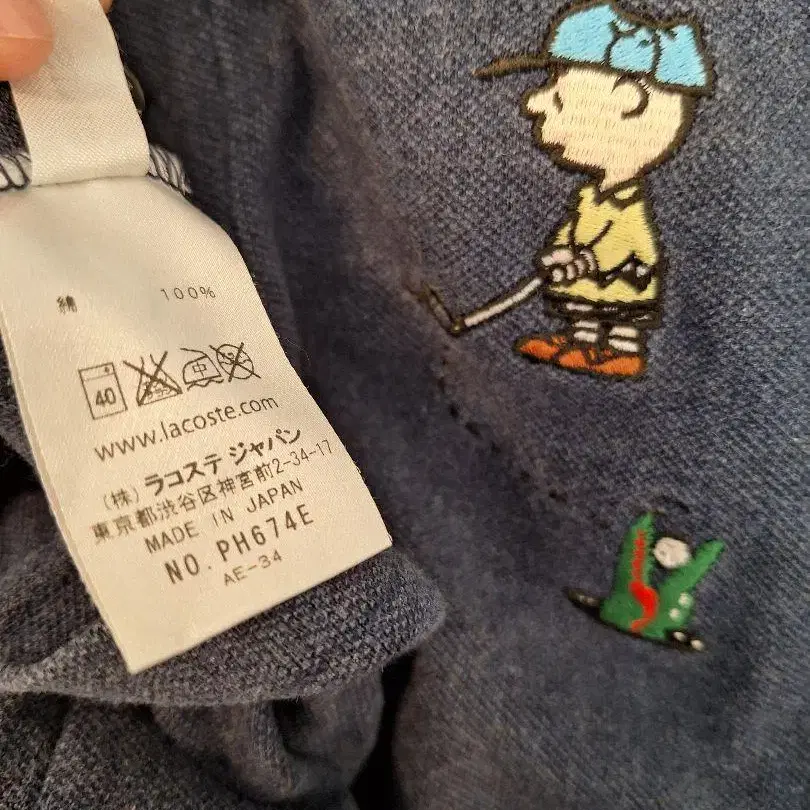 綿 100%
40 中
www.lacoste.com
(株) ラコステ ジャパン
東京都渋谷区神宮前2-34-17
MADE IN JAPAN
NO. PH674E
AE-34